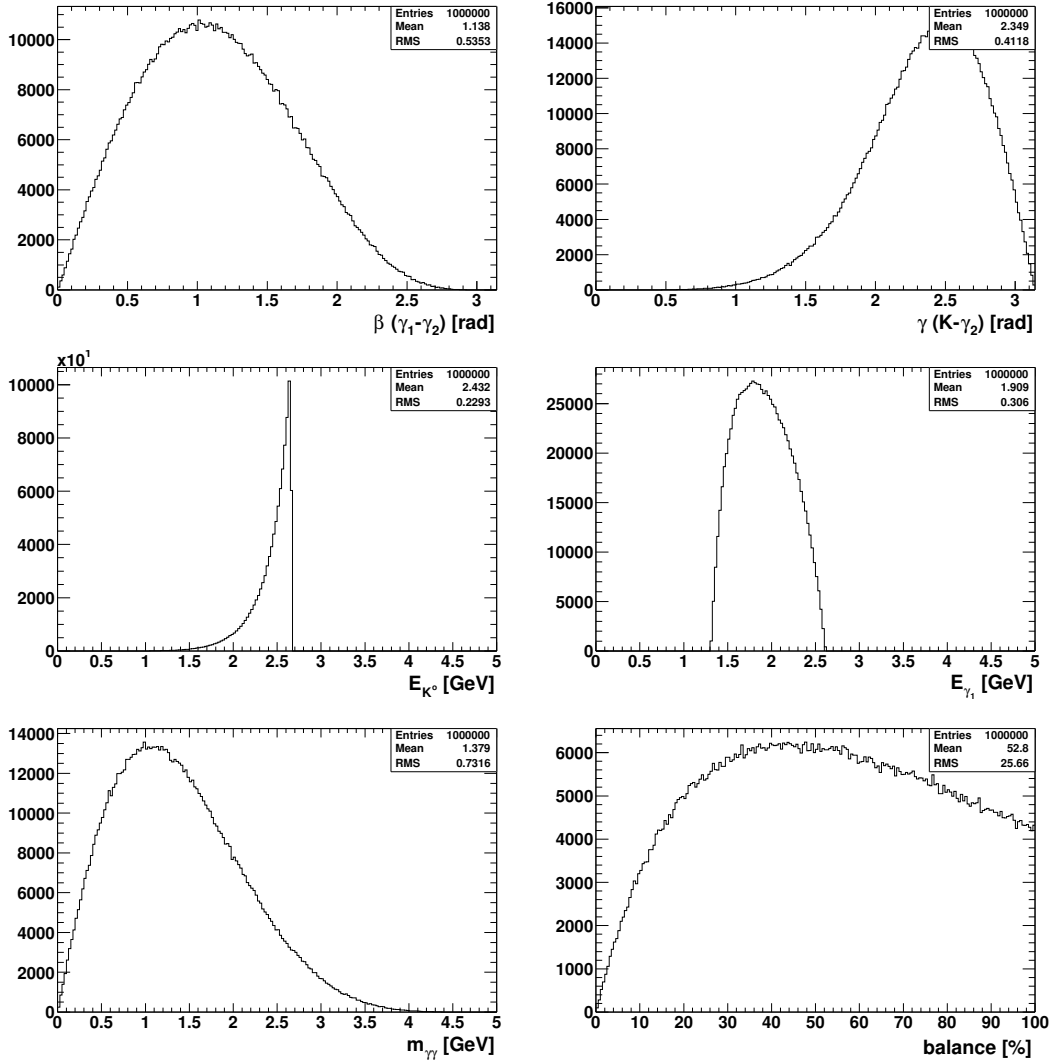 Entries 1000000
Mean 1.138
RMS 0.5353
10000
8000
6000
4000
2000
0
0 0.5 1 1.5 2 2.5 3
β (γ1-γ2) [rad]
Entries 1000000
Mean 2.349
RMS 0.4118
16000
14000
12000
10000
8000
6000
4000
2000
0
0 0.5 1 1.5 2 2.5 3
γ (K-γ2) [rad]
x10^1
Entries 1000000
Mean 2.432
RMS 0.2293
10000
8000
6000
4000
2000
0
0 0.5 1 1.5 2 2.5 3 3.5 4 4.5 5
E_K° [GeV]
Entries 1000000
Mean 1.909
RMS 0.306
25000
20000
15000
10000
5000
0
0 0.5 1 1.5 2 2.5 3 3.5 4 4.5 5
E_γ1 [GeV]
Entries 1000000
Mean 1.379
RMS 0.7316
14000
12000
10000
8000
6000
4000
2000
0
0 0.5 1 1.5 2 2.5 3 3.5 4 4.5 5
m_γγ [GeV]
Entries 1000000
Mean 52.8
RMS 25.66
6000
5000
4000
3000
2000
1000
0
0 10 20 30 40 50 60 70 80 90 100
balance [%]